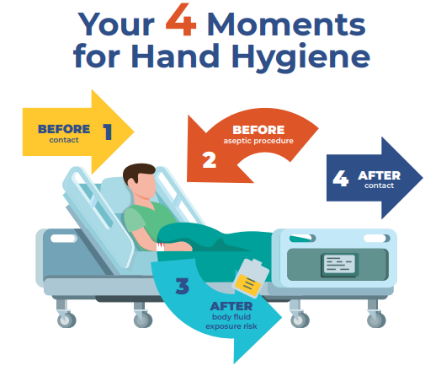 Your 4 Moments
for Hand Hygiene
BEFORE
contact
1
BEFORE
aseptic procedure
2
4
AFTER
contact
3
AFTER
body fluid
exposure risk